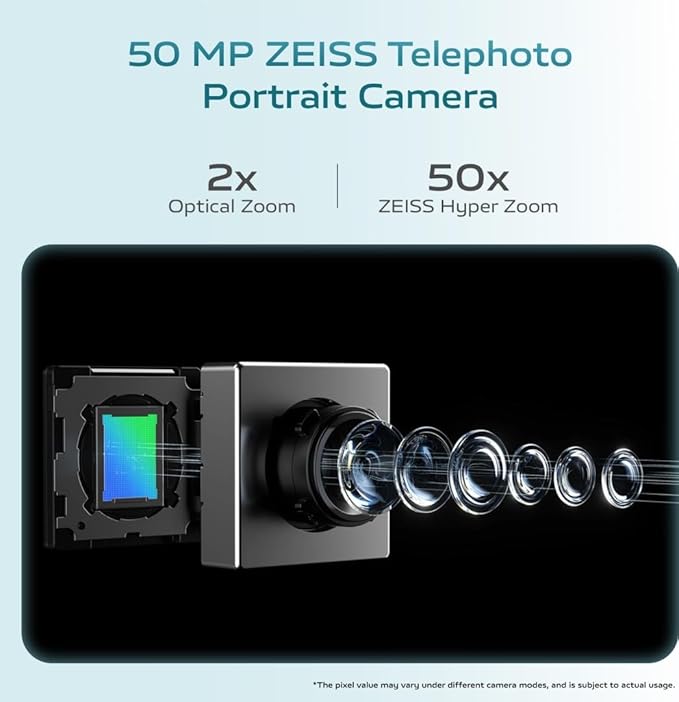 50 MP ZEISS Telephoto
Portrait Camera
2x
Optical Zoom
50x
ZEISS Hyper Zoom
*The pixel value may vary under different camera modes, and is subject to actual usage.